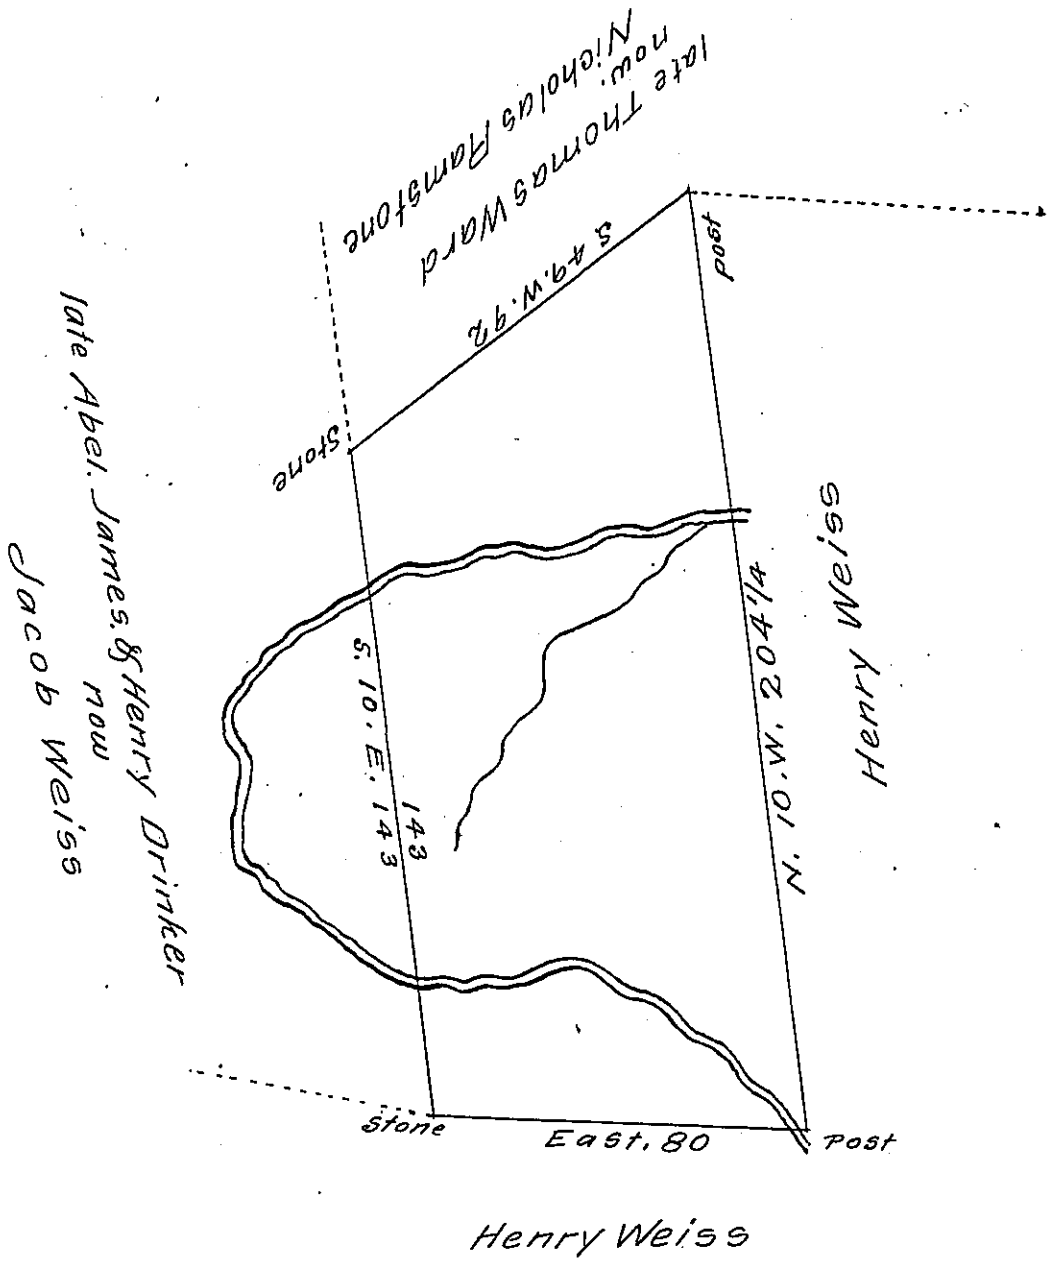 late Thomas Ward
now.
Nicholas Ramstone
S. 49. W. 92
post
Stone
late Abel. James. & Henry Drinker
now
Jacob Weiss
S. 10. E. 143
143
N. 10. W. 204 1/4
Henry Weiss
Stone
East. 80
Post
Henry Weiss